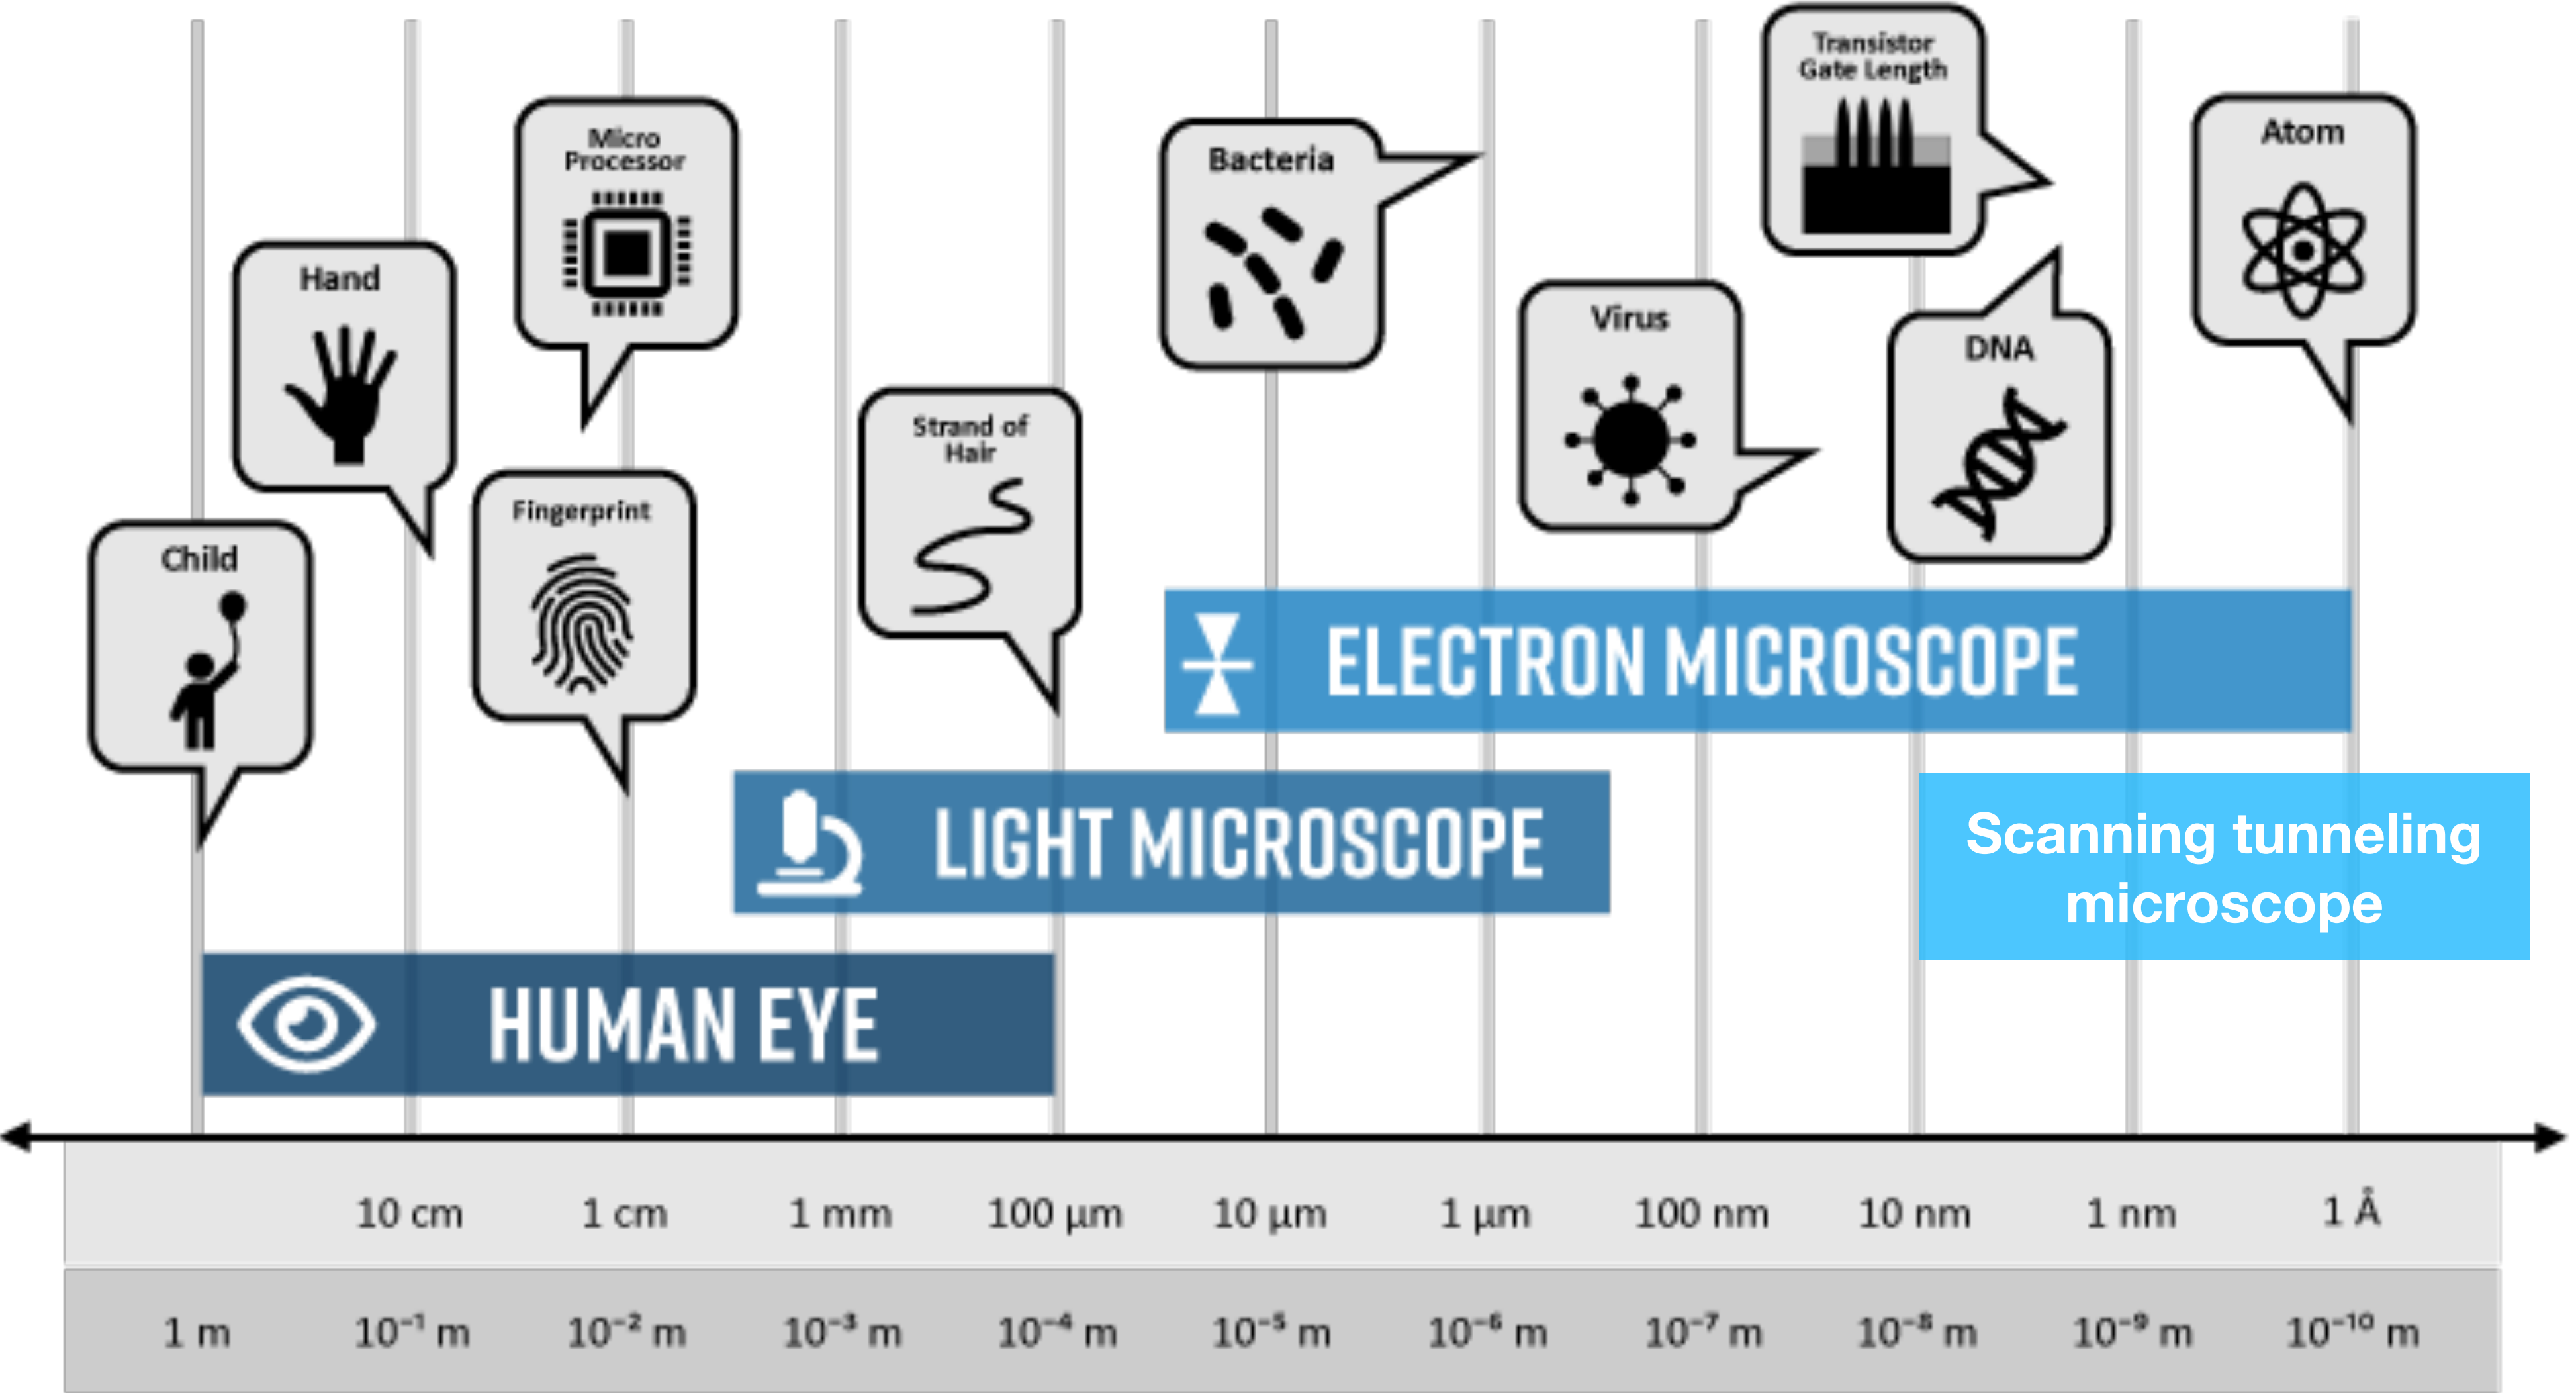 Transistor
Gate Length
Micro
Processor
Bacteria
Atom
Hand
Virus
DNA
Strand of
Hair
Fingerprint
Child
ELECTRON MICROSCOPE
LIGHT MICROSCOPE
Scanning tunneling
microscope
HUMAN EYE
10 cm 1 cm 1 mm 100 µm 10 µm 1 µm 100 nm 10 nm 1 nm 1 Å
1 m 10⁻¹ m 10⁻² m 10⁻³ m 10⁻⁴ m 10⁻⁵ m 10⁻⁶ m 10⁻⁷ m 10⁻⁸ m 10⁻⁹ m 10⁻¹⁰ m